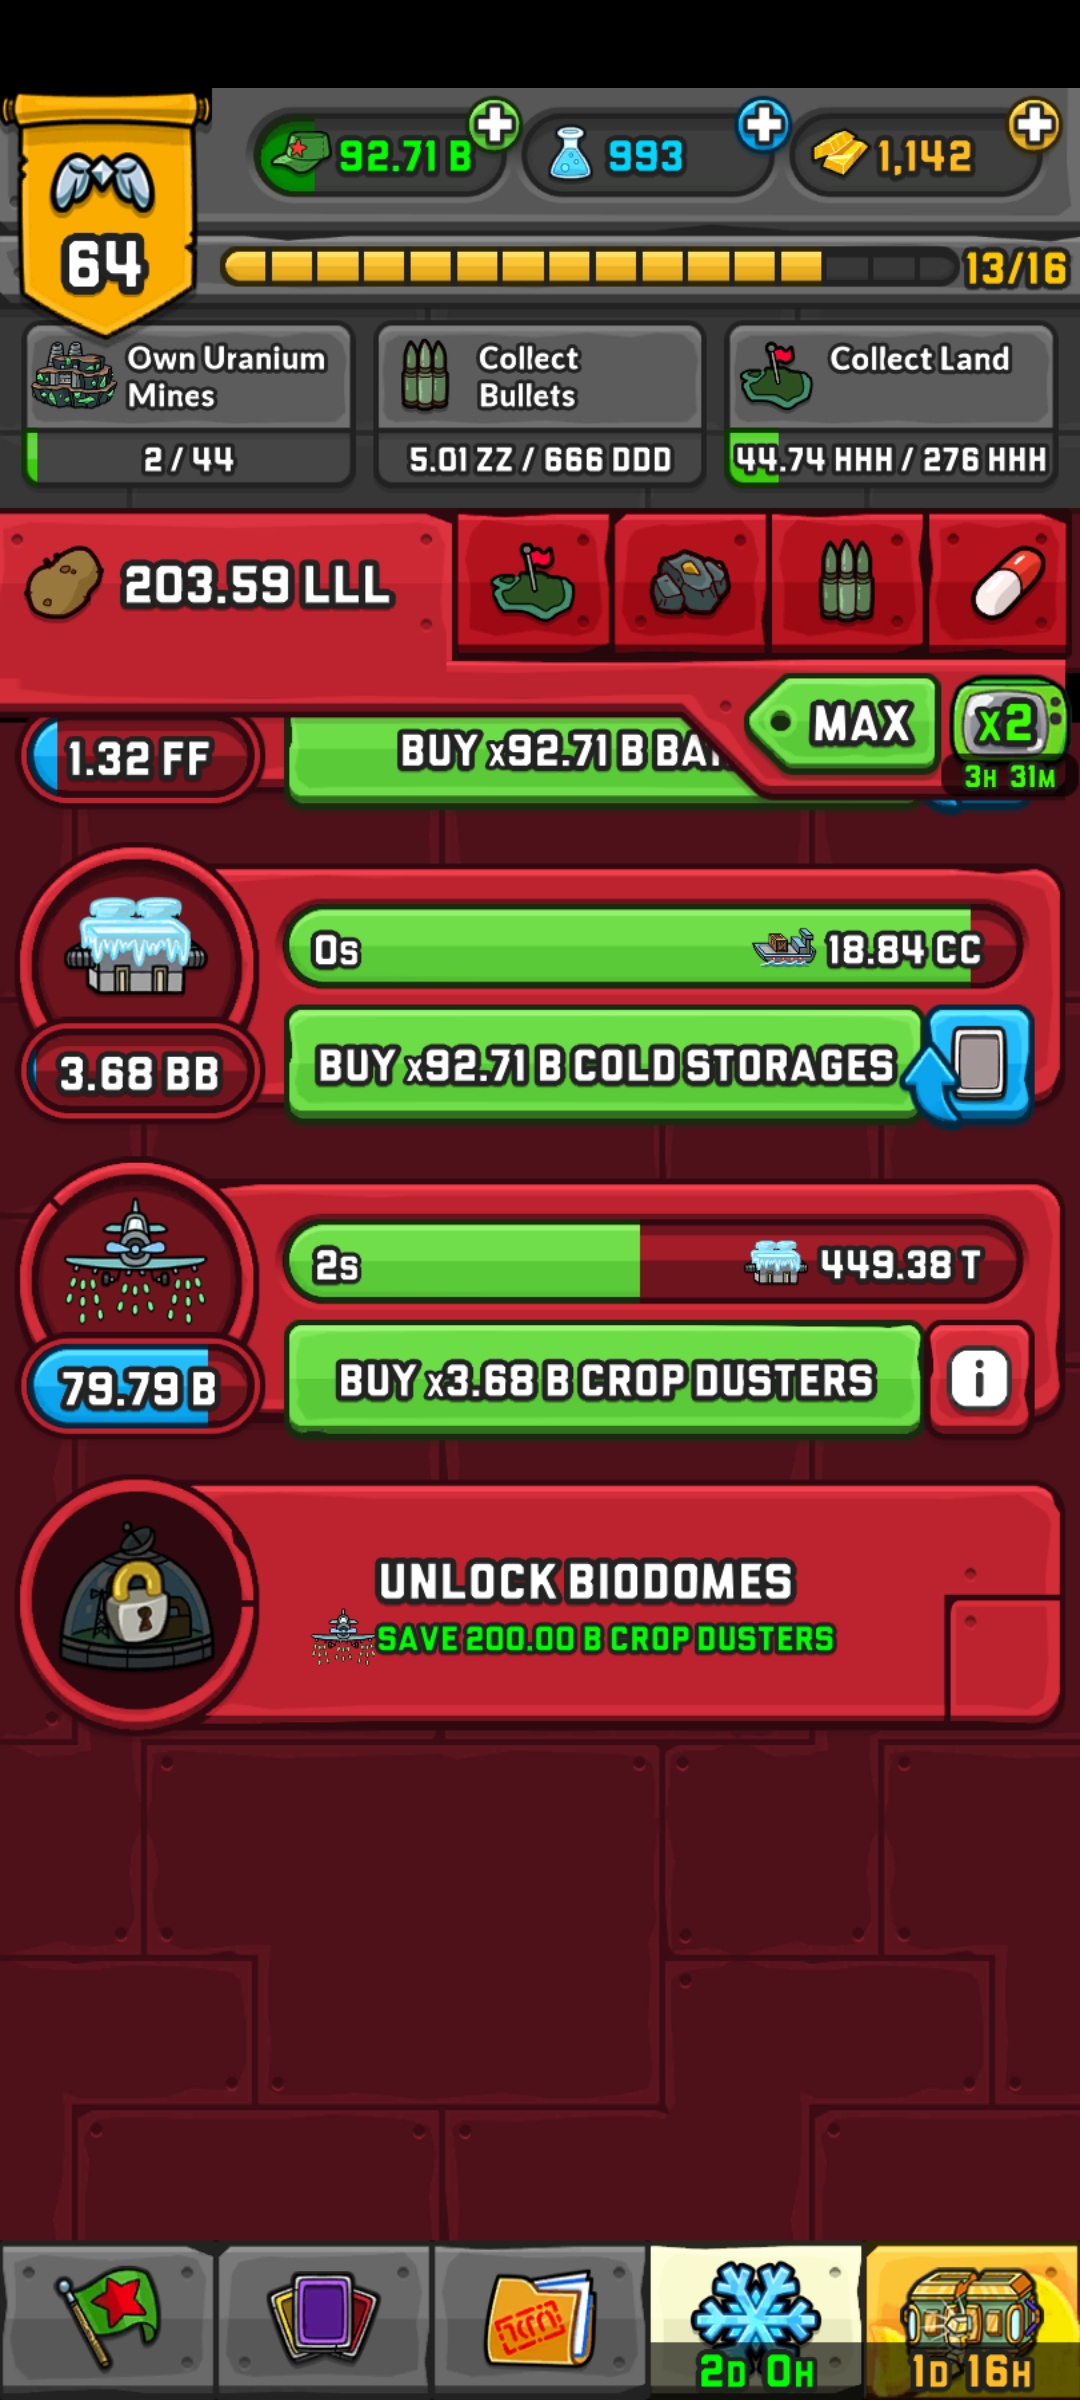 92.71 B
993
1,142
64
13/16
Own Uranium
Mines
Collect
Bullets
Collect Land
2 / 44
5.01 ZZ / 666 DDD
44.74 HHH / 276 HHH
203.59 LLL
MAX
X2
3H 31M
1.32 FF
BUY x92.71 B
0s
18.84 CC
3.68 BB
BUY x92.71 B COLD STORAGES
2s
449.38 T
79.79 B
BUY x3.68 B CROP DUSTERS
i
UNLOCK BIODOMES
SAVE 200.00 B CROP DUSTERS
2D 0H
1D 16H